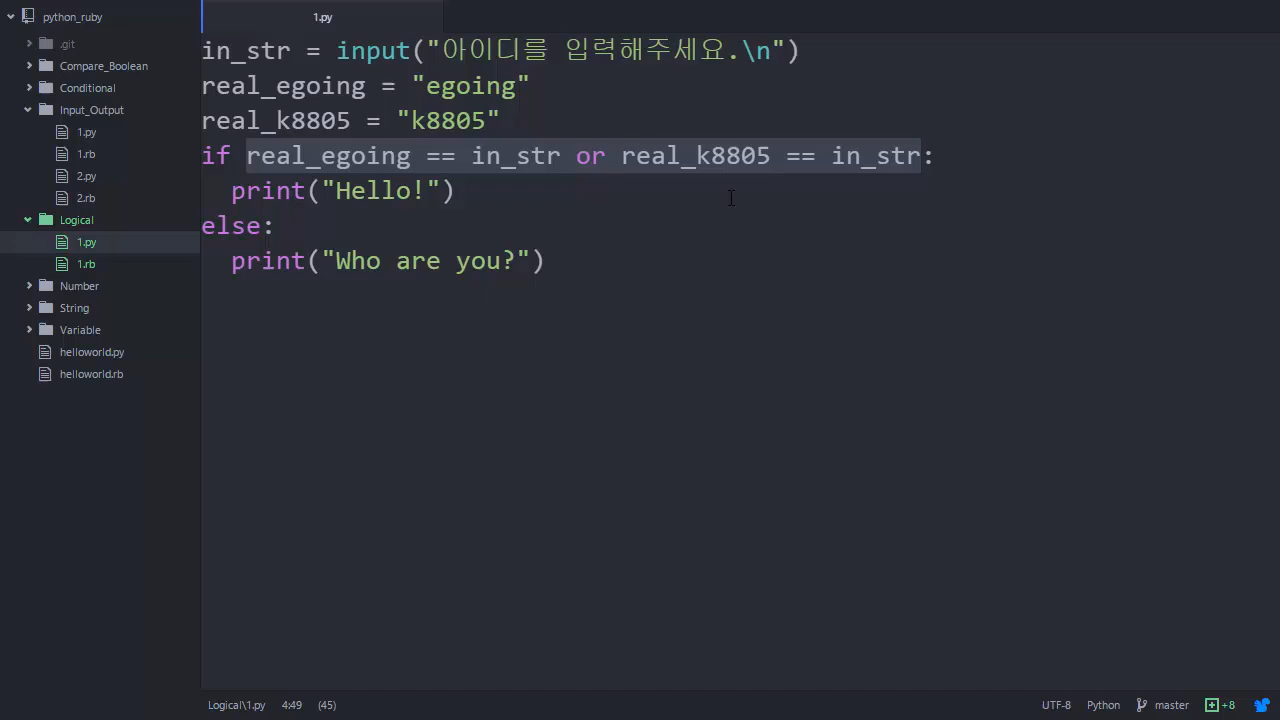 python_ruby
.git
Compare_Boolean
Conditional
Input_Output
1.py
1.rb
2.py
2.rb
Logical
1.py
1.rb
Number
String
Variable
helloworld.py
helloworld.rb
1.py
in_str = input("아이디를 입력해주세요.\n")
real_egoing = "egoing"
real_k8805 = "k8805"
if real_egoing == in_str or real_k8805 == in_str:
  print("Hello!")
else:
  print("Who are you?")
Logical\1.py 4:49 (45) UTF-8 Python master +8